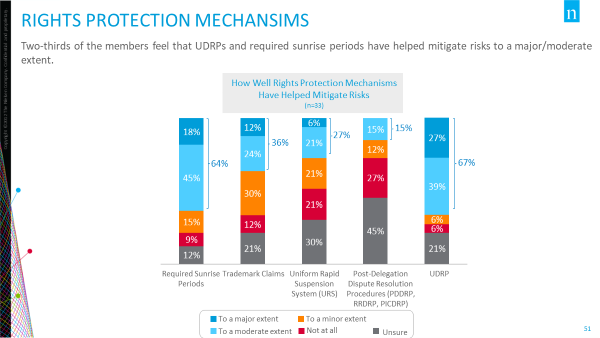 RIGHTS PROTECTION MECHANSIMS
n
Two-thirds of the members feel that UDRPs and required sunrise periods have helped mitigate risks to a major/moderate
extent.
How Well Rights Protection Mechanisms
Have Helped Mitigate Risks
(n=33)
18% 12% 6% 15% 27%
45% 24% 21% 12% 39%
15% 30% 21% 27% 6%
9% 12% 21% 45% 6%
12% 21% 30% 21%
64% 36% 27% 15% 67%
Required Sunrise
Periods
Trademark Claims
Uniform Rapid
Suspension
System (URS)
Post-Delegation
Dispute Resolution
Procedures (PDDRP,
RRDRP, PICDRP)
UDRP
To a major extent
To a minor extent
To a moderate extent
Not at all
Unsure
51